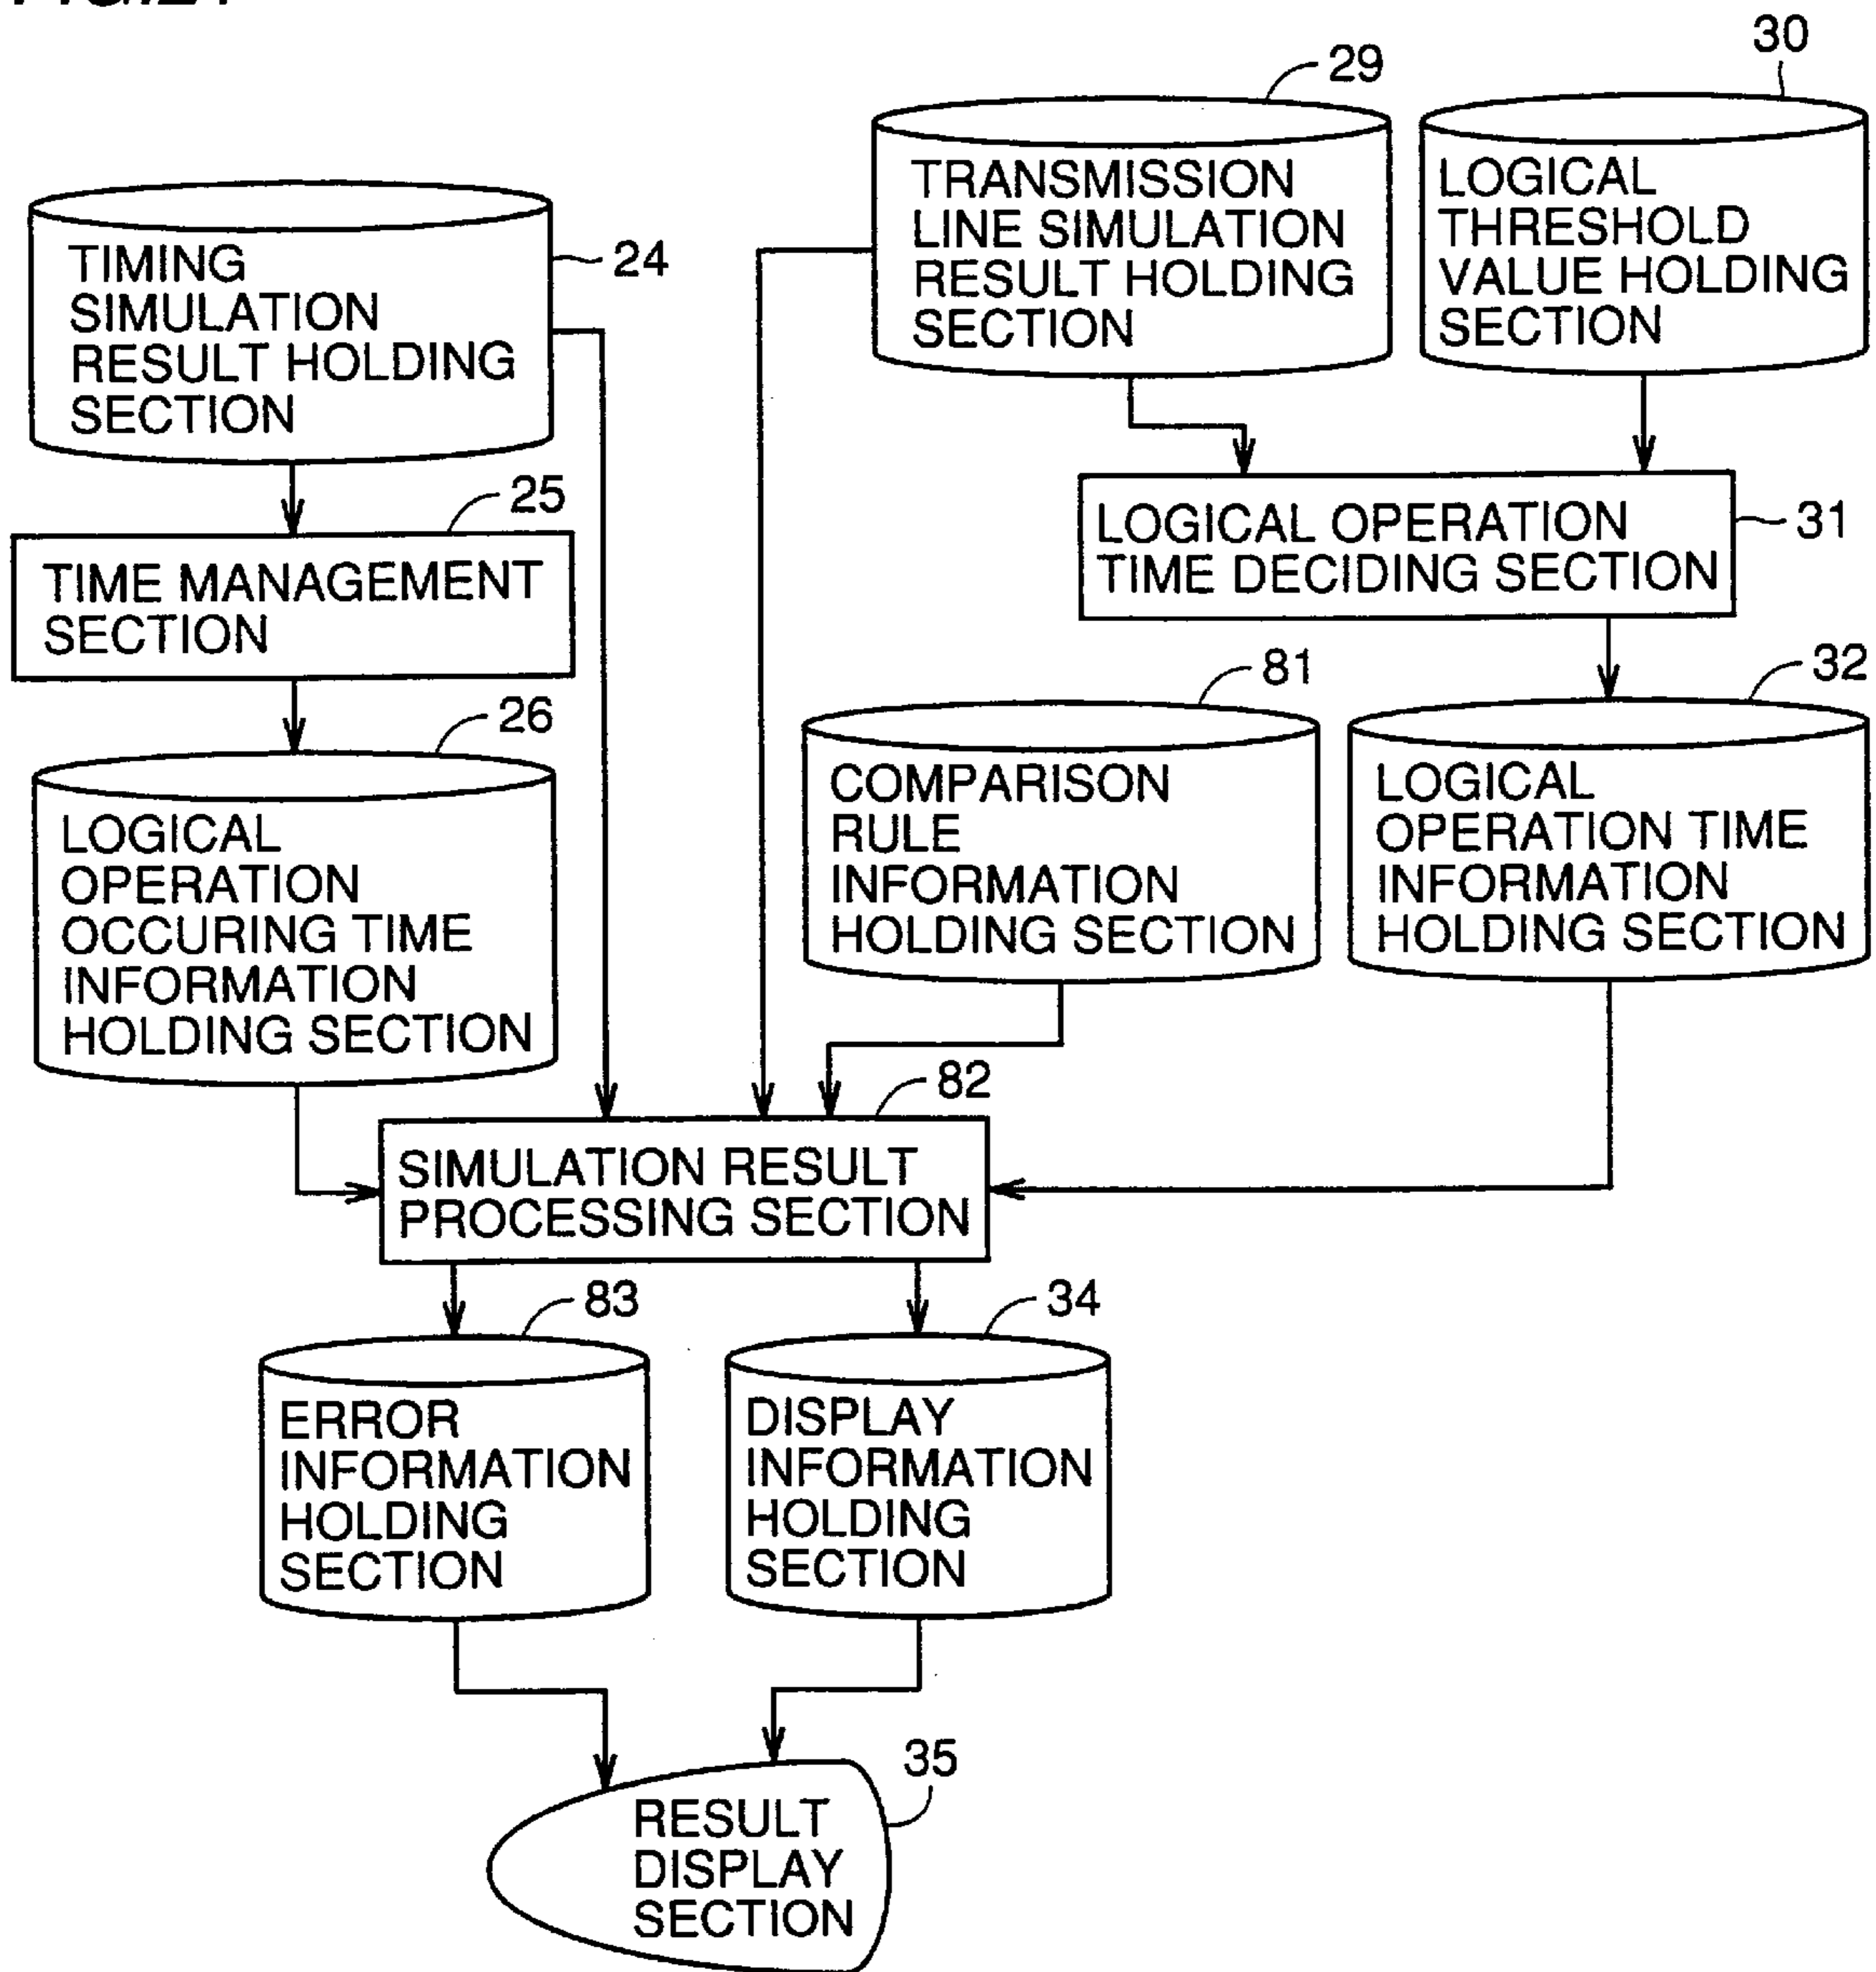 30
29
TRANSMISSION
LINE SIMULATION
RESULT HOLDING
SECTION
LOGICAL
THRESHOLD
VALUE HOLDING
SECTION
TIMING
SIMULATION
RESULT HOLDING
SECTION
24
25
TIME MANAGEMENT
SECTION
LOGICAL OPERATION
TIME DECIDING SECTION
31
26
LOGICAL
OPERATION
OCCURING TIME
INFORMATION
HOLDING SECTION
81
COMPARISON
RULE
INFORMATION
HOLDING SECTION
32
LOGICAL
OPERATION TIME
INFORMATION
HOLDING SECTION
82
SIMULATION RESULT
PROCESSING SECTION
83
ERROR
INFORMATION
HOLDING
SECTION
34
DISPLAY
INFORMATION
HOLDING
SECTION
35
RESULT
DISPLAY
SECTION